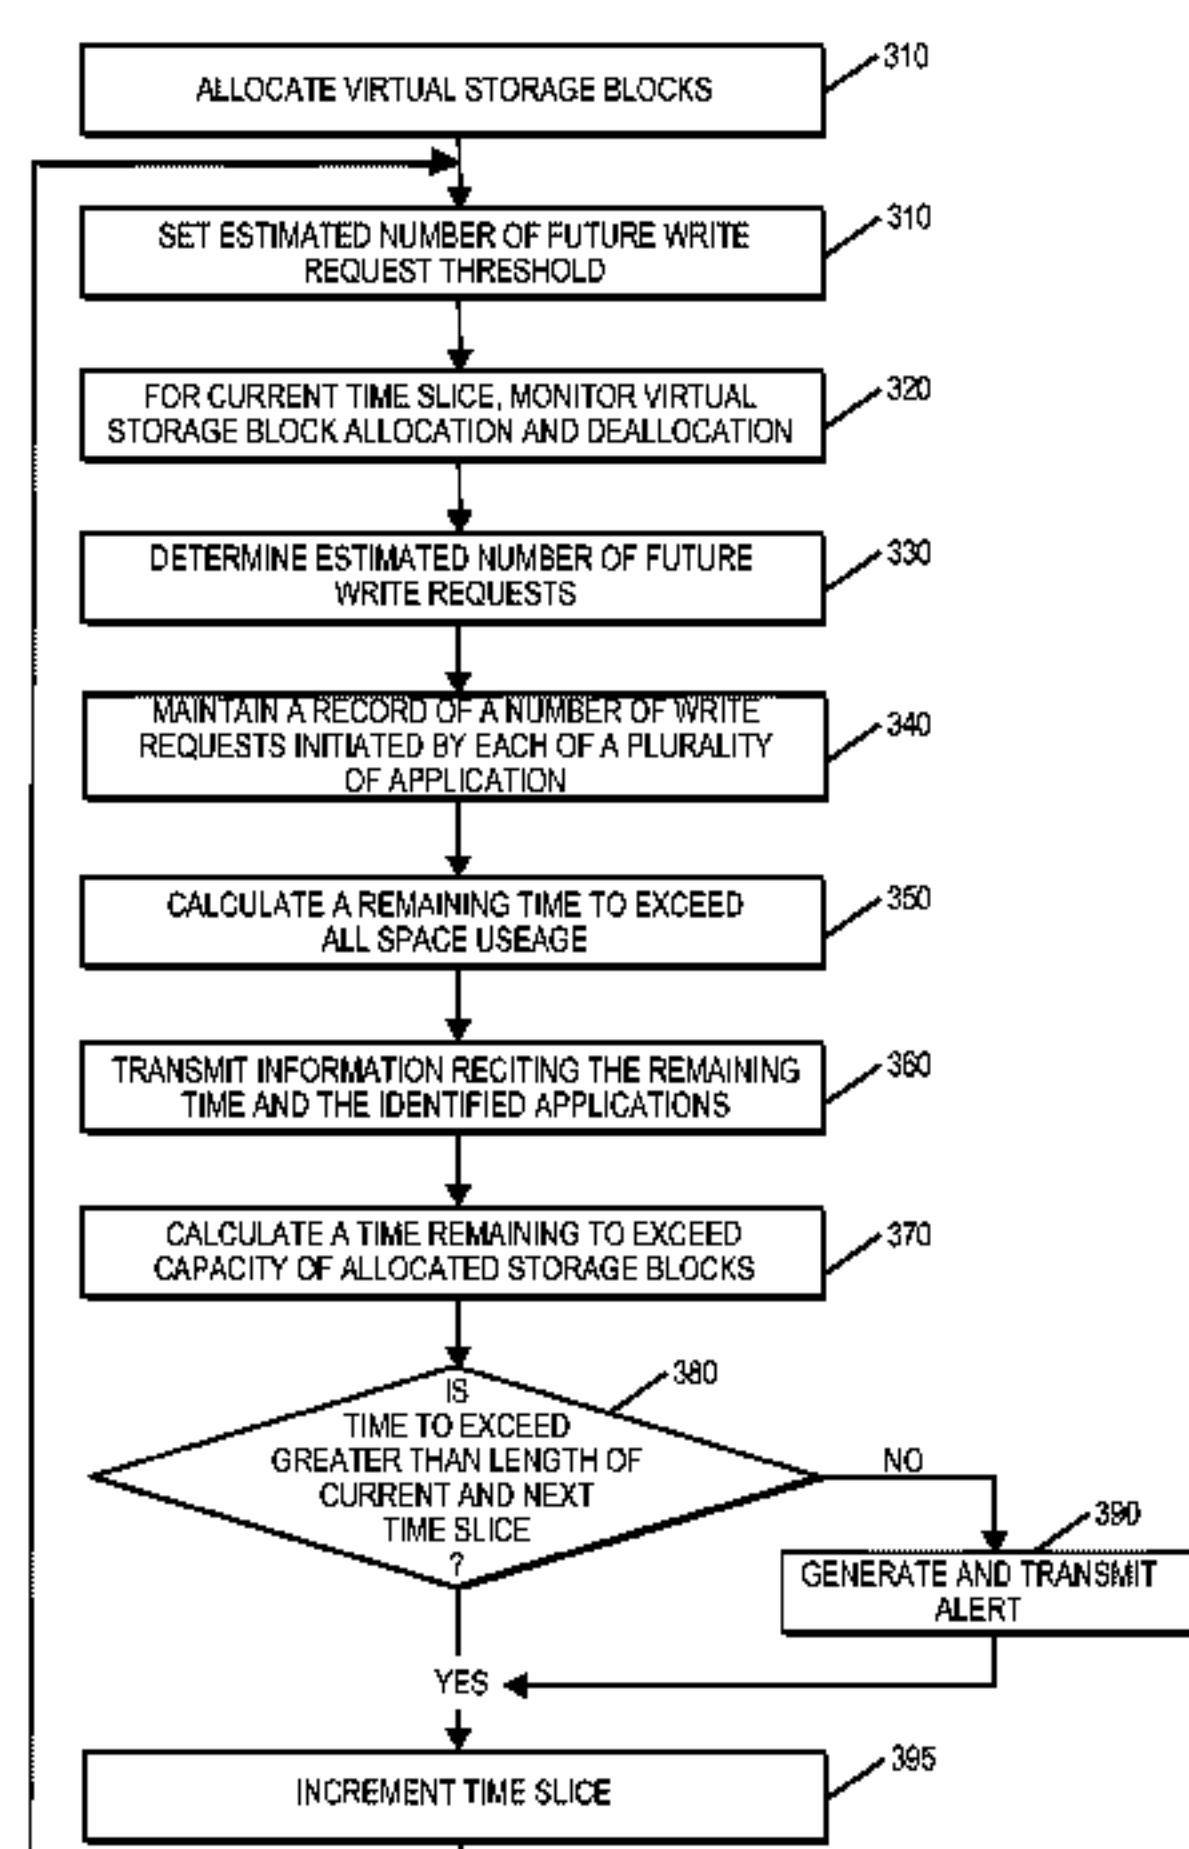 ALLOCATE VIRTUAL STORAGE BLOCKS
310
SET ESTIMATED NUMBER OF FUTURE WRITE
REQUEST THRESHOLD
310
FOR CURRENT TIME SLICE, MONITOR VIRTUAL
STORAGE BLOCK ALLOCATION AND DEALLOCATION
320
DETERMINE ESTIMATED NUMBER OF FUTURE
WRITE REQUESTS
330
MAINTAIN A RECORD OF A NUMBER OF WRITE
REQUESTS INITIATED BY EACH OF A PLURALITY
OF APPLICATION
340
CALCULATE A REMAINING TIME TO EXCEED
ALL SPACE USEAGE
350
TRANSMIT INFORMATION RECITING THE REMAINING
TIME AND THE IDENTIFIED APPLICATIONS
360
CALCULATE A TIME REMAINING TO EXCEED
CAPACITY OF ALLOCATED STORAGE BLOCKS
370
IS
TIME TO EXCEED
GREATER THAN LENGTH OF
CURRENT AND NEXT
TIME SLICE
?
380
NO
390
GENERATE AND TRANSMIT
ALERT
YES
INCREMENT TIME SLICE
395